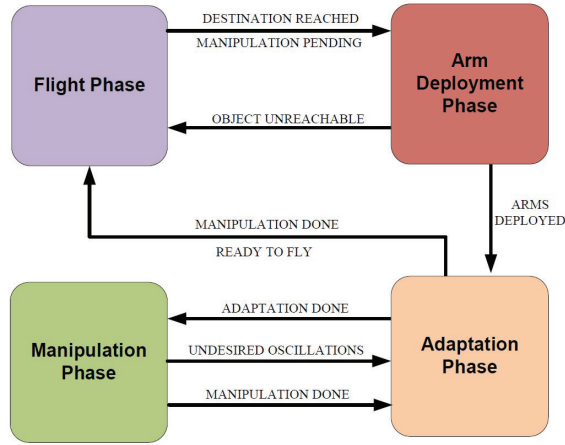 DESTINATION REACHED
MANIPULATION PENDING
Flight Phase
Arm
Deployment
Phase
OBJECT UNREACHABLE
ARMS
DEPLOYED
MANIPULATION DONE
READY TO FLY
ADAPTATION DONE
Manipulation
Phase
UNDESIRED OSCILLATIONS
Adaptation
Phase
MANIPULATION DONE